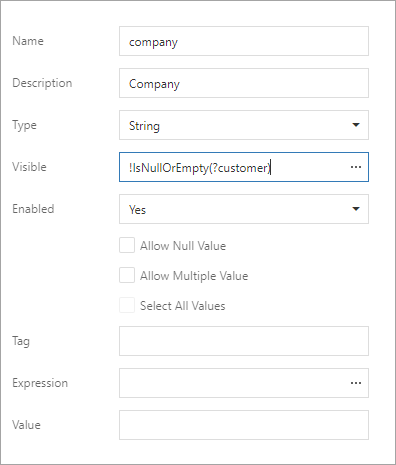 Name company
Description Company
Type String
Visible !IsNullOrEmpty(?customer) ...
Enabled Yes
Allow Null Value
Allow Multiple Value
Select All Values
Tag
Expression ...
Value